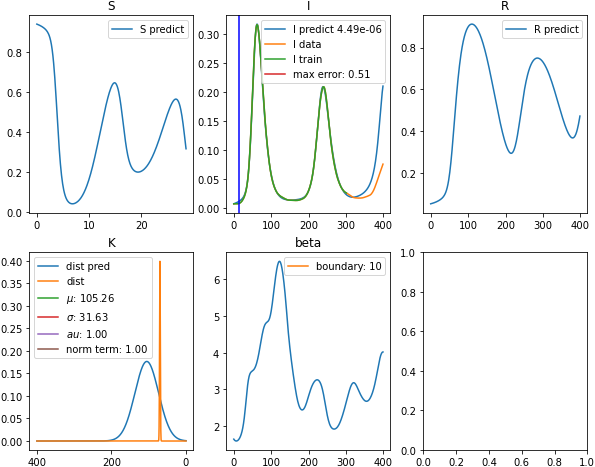 S
I
R
S predict
I predict 4.49e-06
I data
I train
max error: 0.51
R predict
0.8
0.6
0.4
0.2
0.0
0 10 20
0.30
0.25
0.20
0.15
0.10
0.05
0.00
0 100 200 300 400
0.8
0.6
0.4
0.2
0 100 200 300 400
K
beta
dist pred
dist
μ: 105.26
σ: 31.63
au: 1.00
norm term: 1.00
boundary: 10
0.40
0.35
0.30
0.25
0.20
0.15
0.10
0.05
0.00
400 200 0
6
5
4
3
2
0 100 200 300 400
1.0
0.8
0.6
0.4
0.2
0.0
0.0 0.2 0.4 0.6 0.8 1.0